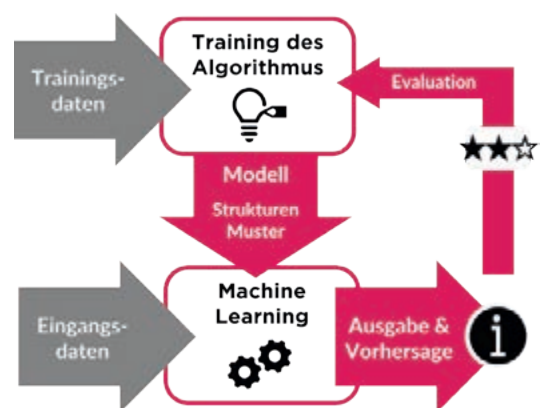 Training des
Algorithmus
Trainings-
daten
Evaluation
Modell
Strukturen
Muster
Machine
Learning
Eingangs-
daten
Ausgabe &
Vorhersage
i